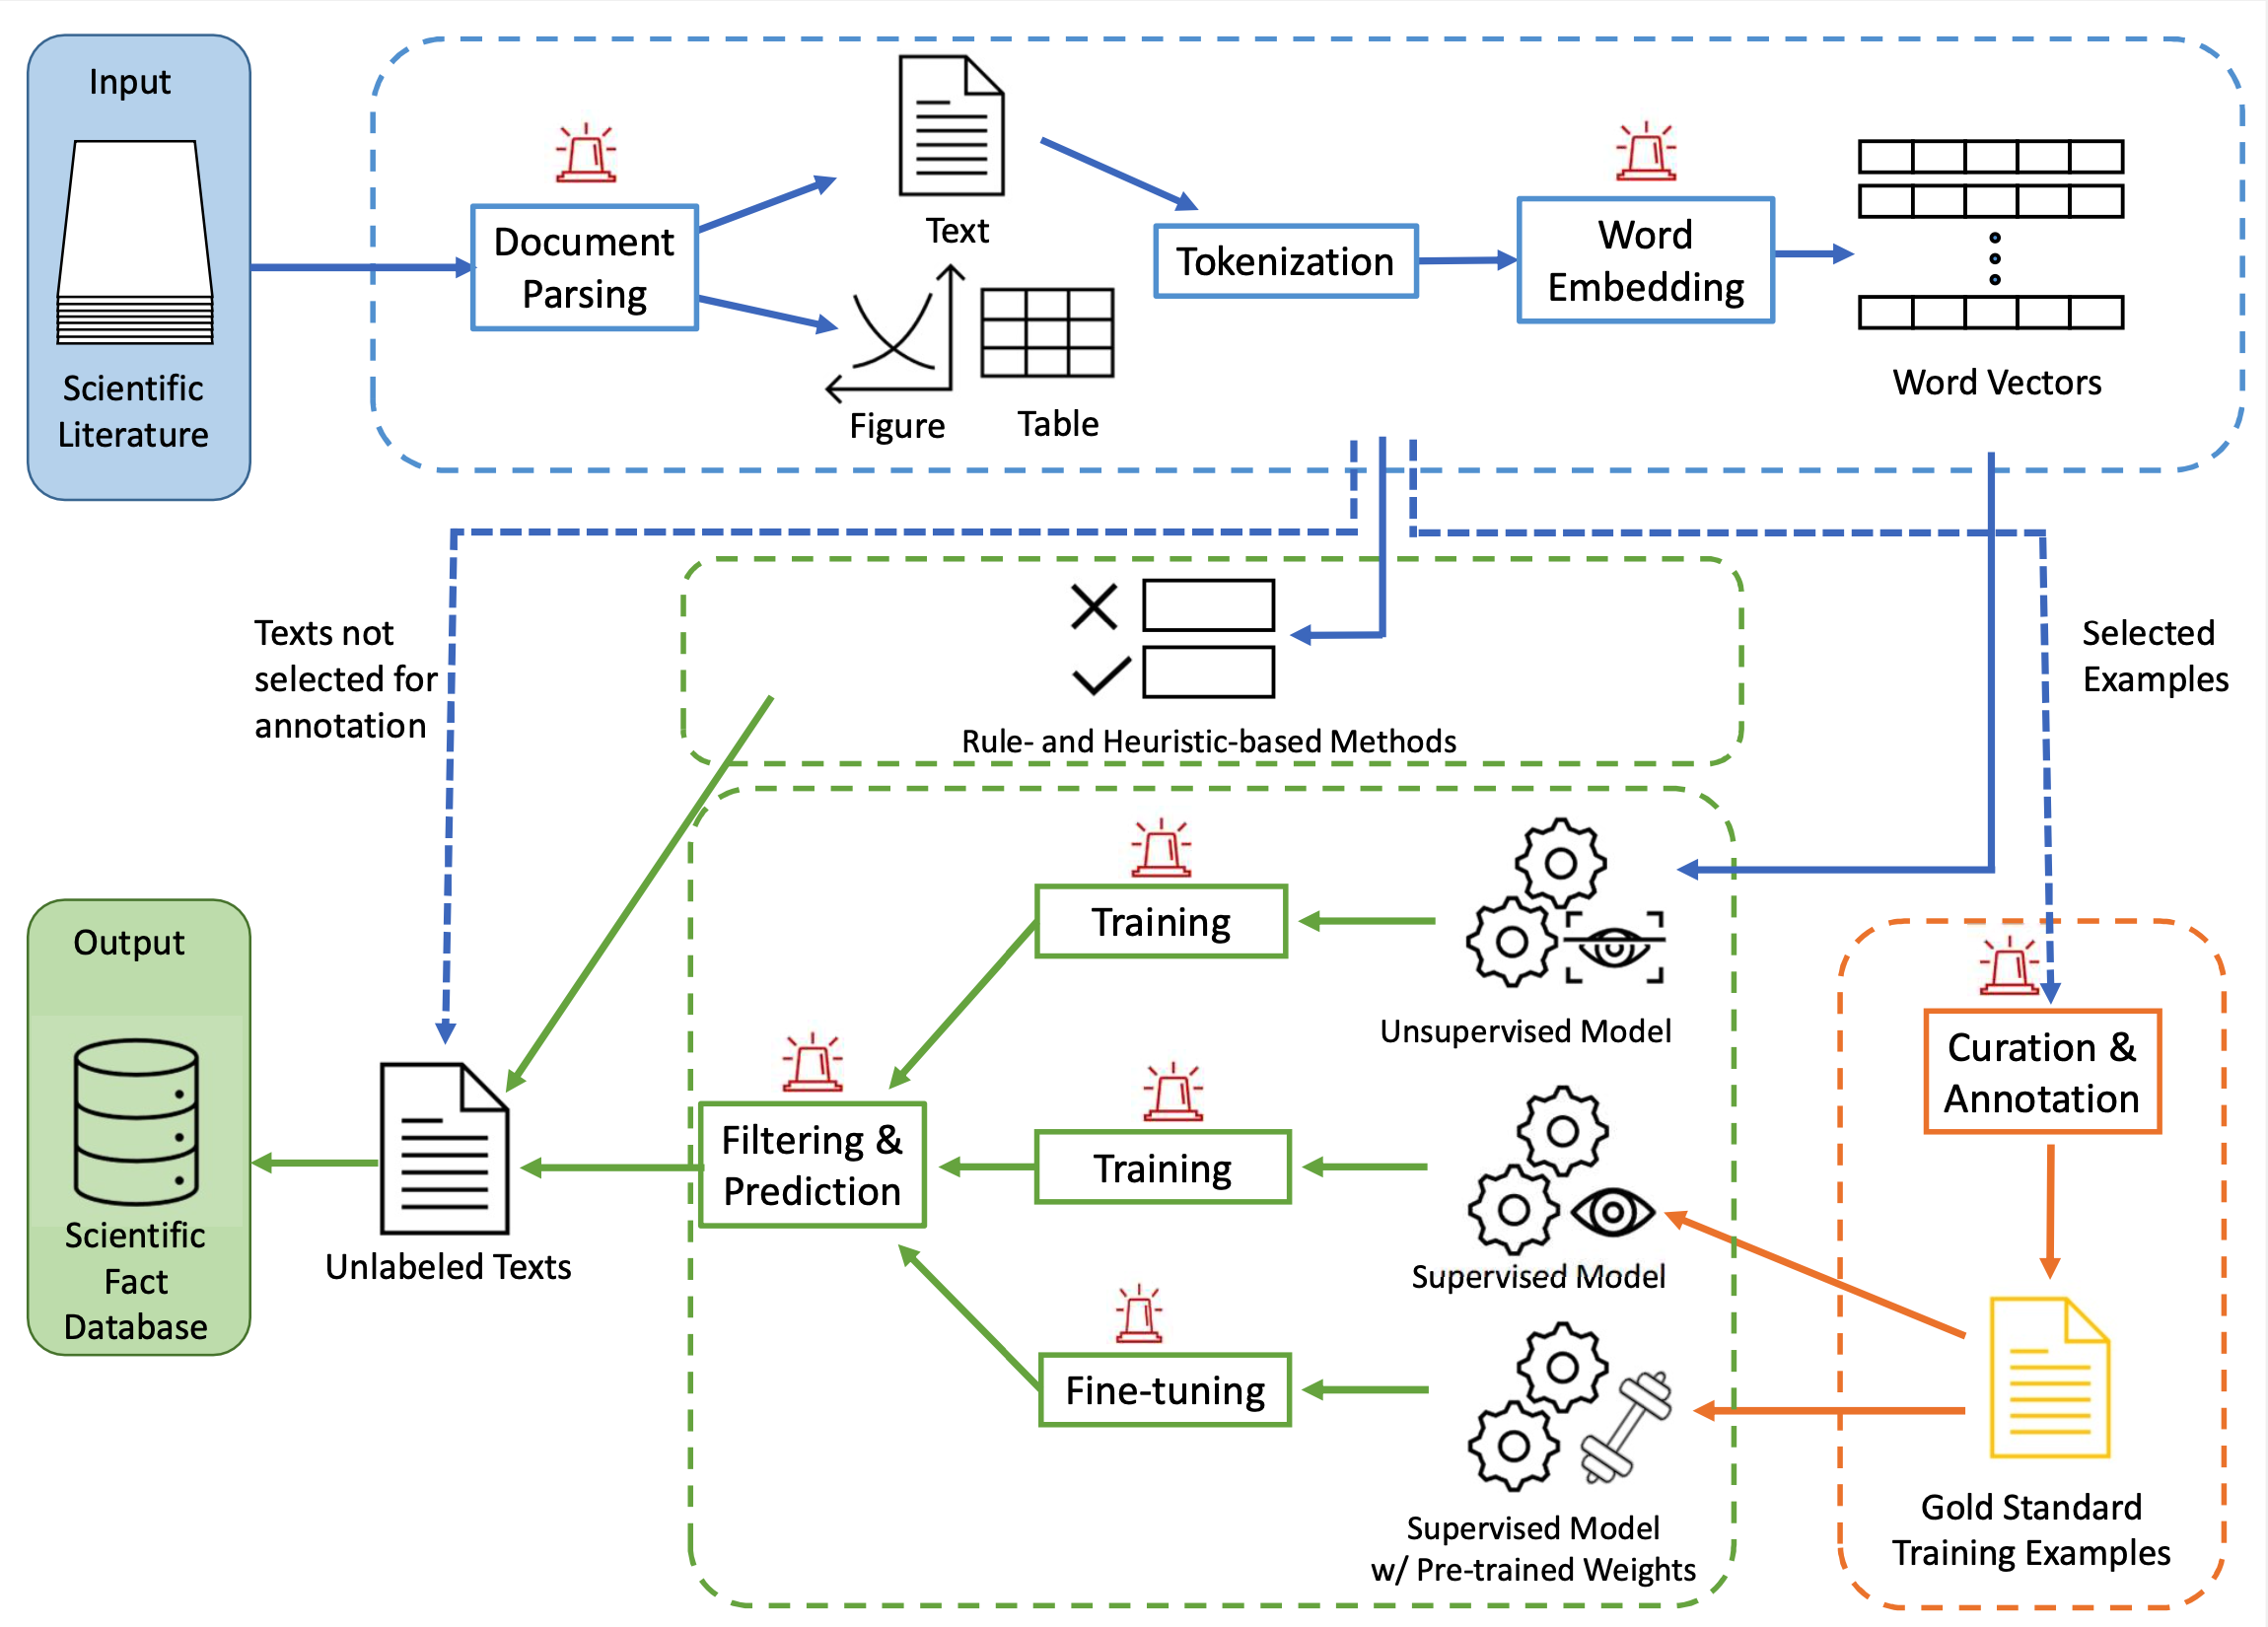 Input
Scientific
Literature
Document
Parsing
Text
Figure
Table
Tokenization
Word
Embedding
Word Vectors
Texts not
selected for
annotation
Rule- and Heuristic-based Methods
Selected
Examples
Training
Unsupervised Model
Curation &
Annotation
Output
Scientific
Fact
Database
Unlabeled Texts
Filtering &
Prediction
Training
Supervised Model
Fine-tuning
Supervised Model
w/ Pre-trained Weights
Gold Standard
Training Examples